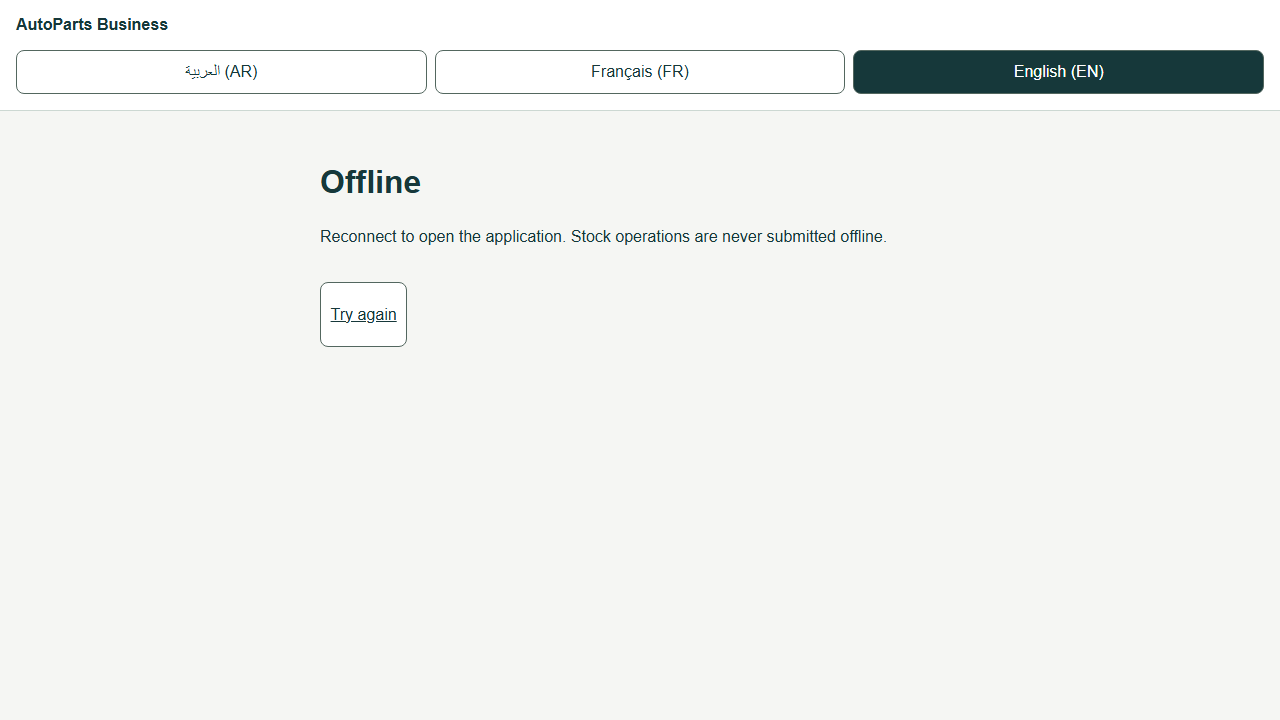 AutoParts Business
العربية (AR)
Français (FR)
English (EN)
Offline
Reconnect to open the application. Stock operations are never submitted offline.
Try again